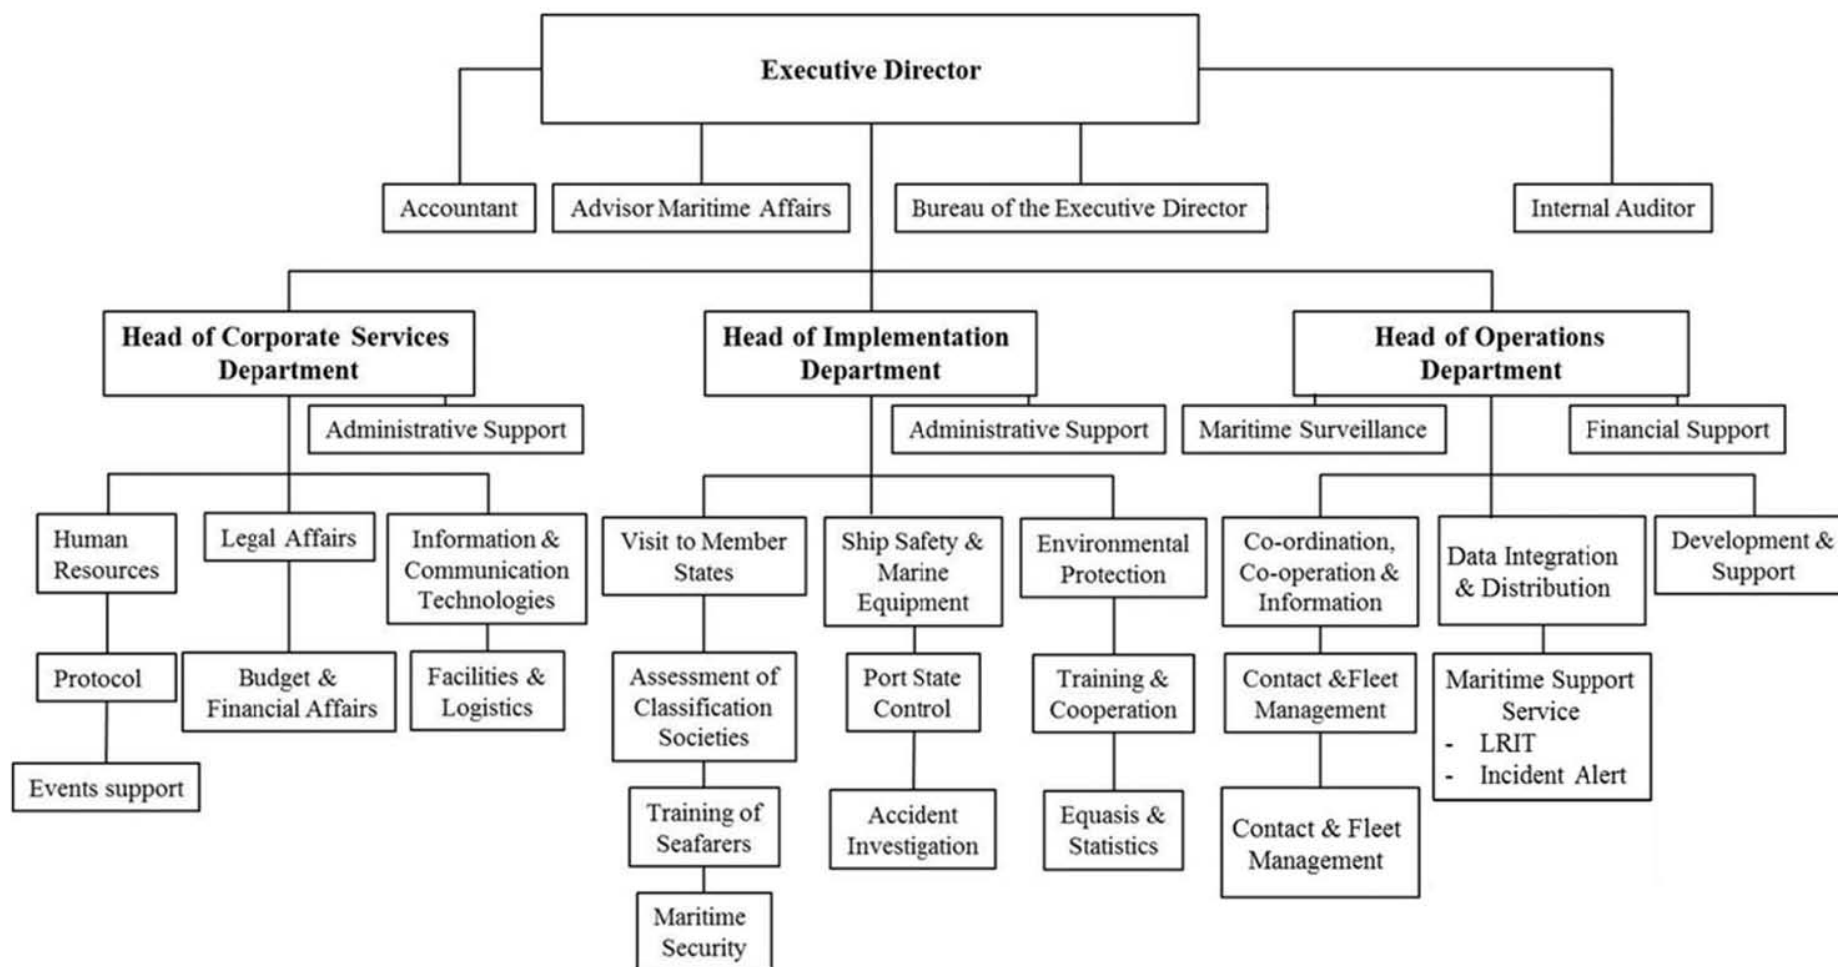 Executive Director
Accountant
Advisor Maritime Affairs
Bureau of the Executive Director
Internal Auditor
Head of Corporate Services
Department
Head of Implementation
Department
Head of Operations
Department
Administrative Support
Administrative Support
Maritime Surveillance
Financial Support
Human
Resources
Legal Affairs
Information &
Communication
Technologies
Visit to Member
States
Ship Safety &
Marine
Equipment
Environmental
Protection
Co-ordination,
Co-operation &
Information
Data Integration
& Distribution
Development &
Support
Protocol
Budget &
Financial Affairs
Facilities &
Logistics
Assessment of
Classification
Societies
Port State
Control
Training &
Cooperation
Contact &Fleet
Management
Maritime Support
Service
- LRIT
- Incident Alert
Events support
Training of
Seafarers
Accident
Investigation
Equasis &
Statistics
Contact & Fleet
Management
Maritime
Security